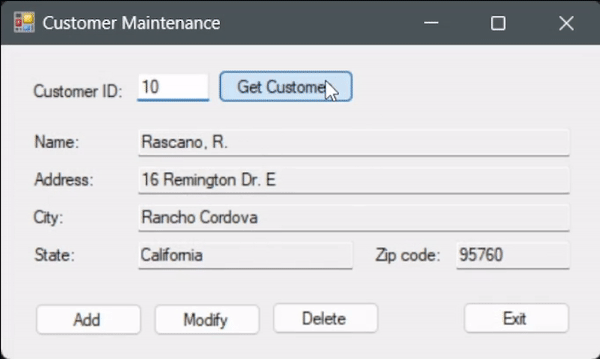 Customer Maintenance
Customer ID: 10 Get Custome
Name: Rascano, R.
Address: 16 Remington Dr. E
City: Rancho Cordova
State: California Zip code: 95760
Add Modify Delete Exit